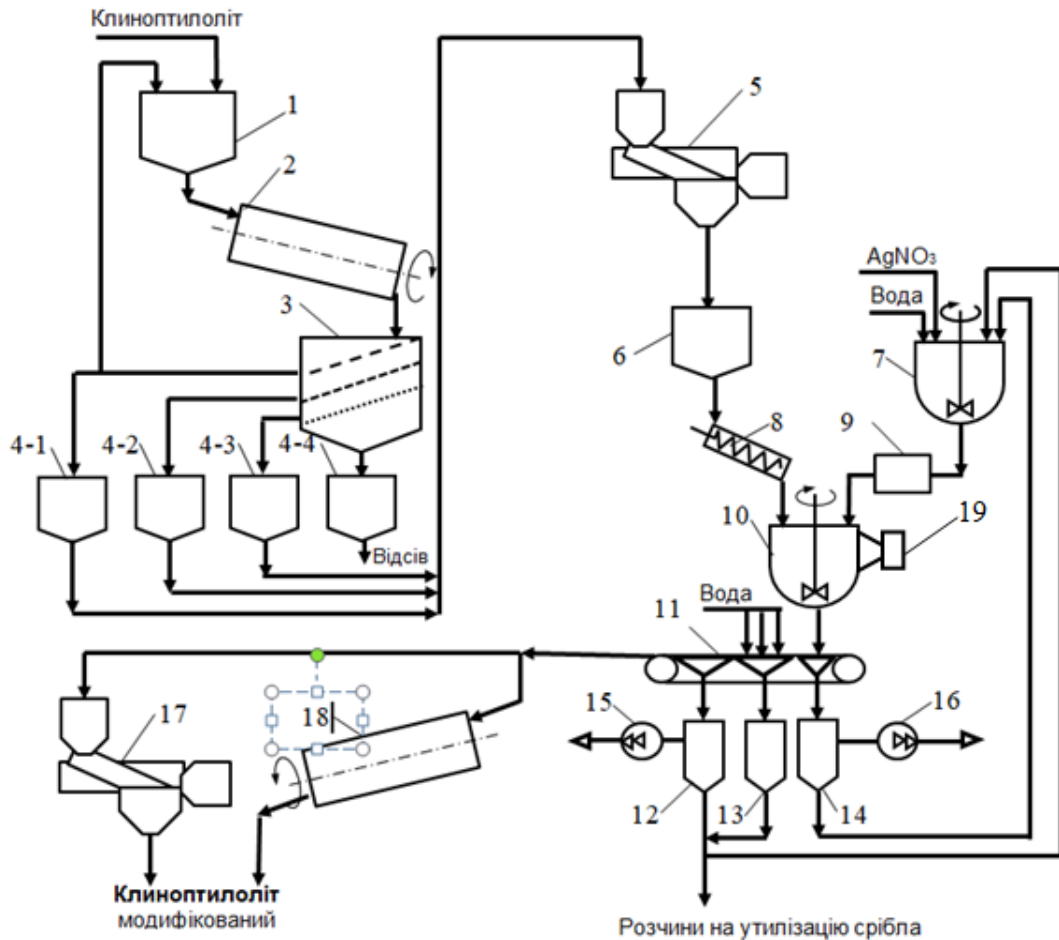 Клиноптилоліт
1
2
3
4-1
4-2
4-3
4-4
Відсів
5
6
AgNO₃
Вода
7
8
9
10
19
Вода
11
15
16
12
13
14
17
18
Клиноптилоліт
модифікований
Розчини на утилізацію срібла